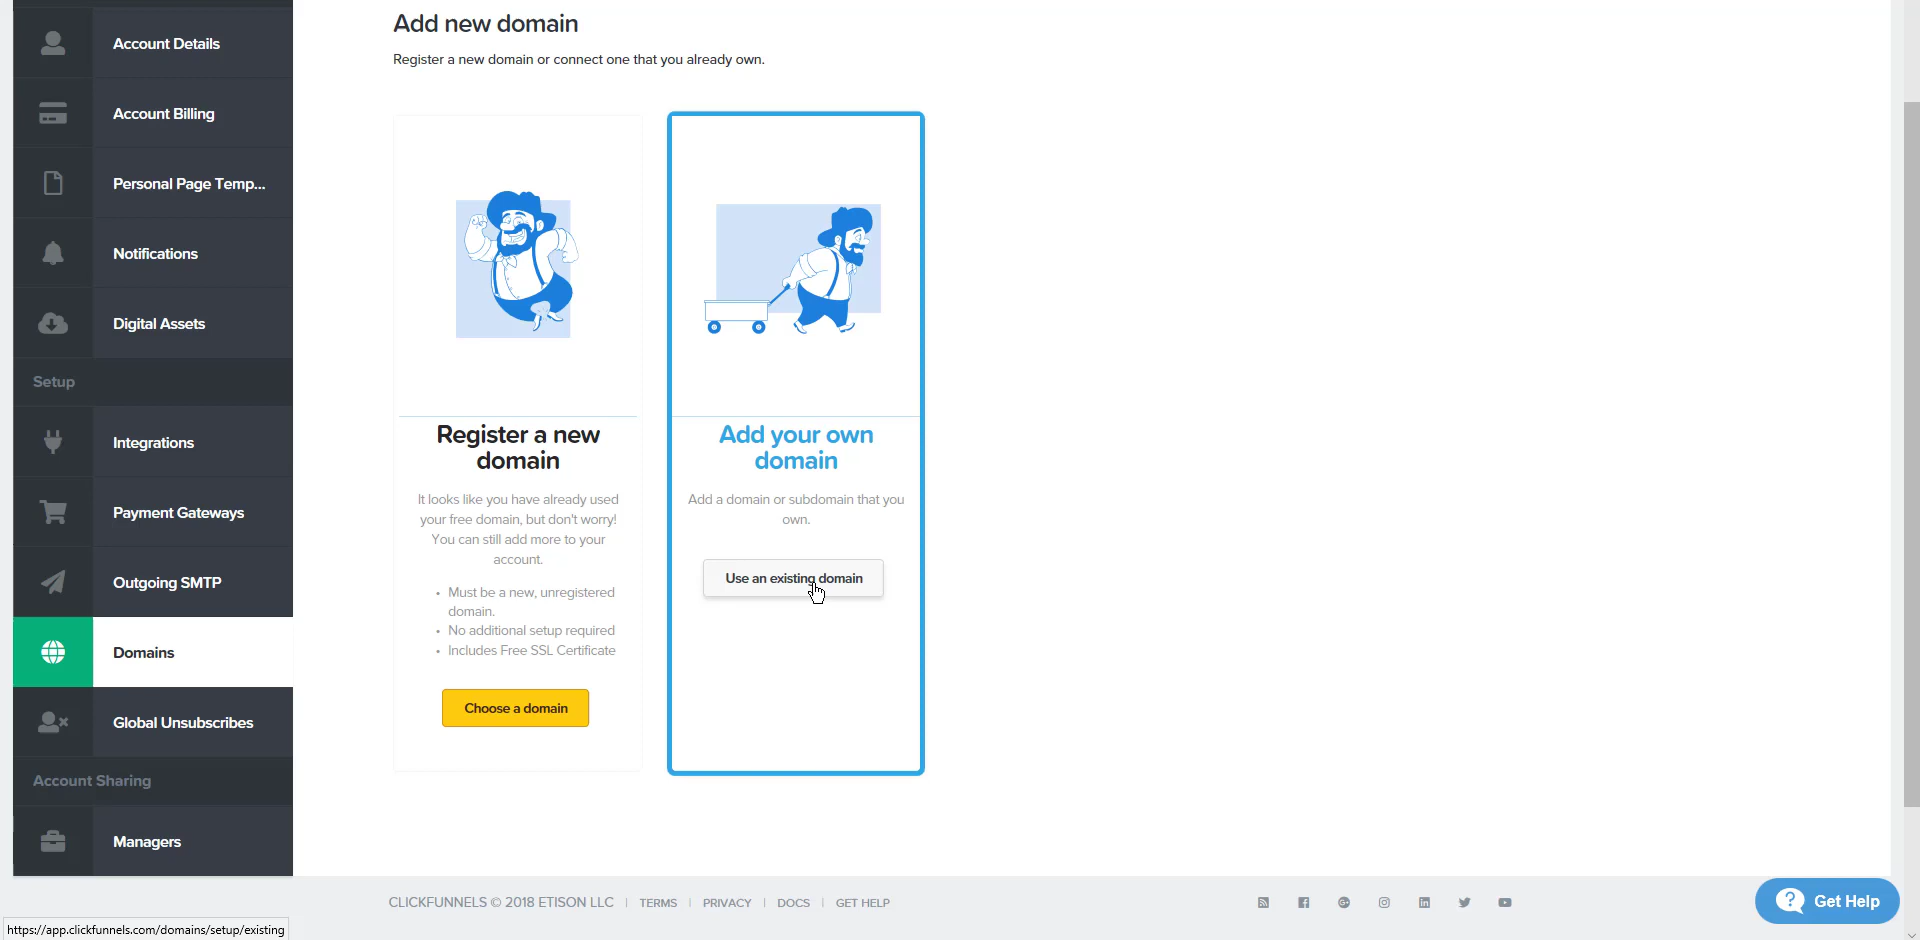 Account Details
Account Billing
Personal Page Temp...
Notifications
Digital Assets
Setup
Integrations
Payment Gateways
Outgoing SMTP
Domains
Global Unsubscribes
Account Sharing
Managers
Add new domain
Register a new domain or connect one that you already own.
Register a new
domain
It looks like you have already used
your free domain, but don't worry!
You can still add more to your
account.
• Must be a new, unregistered
domain.
• No additional setup required
• Includes Free SSL Certificate
Choose a domain
Add your own
domain
Add a domain or subdomain that you
own.
Use an existing domain
CLICKFUNNELS © 2018 ETISON LLC | TERMS | PRIVACY | DOCS | GET HELP
Get Help
https://app.clickfunnels.com/domains/setup/existing